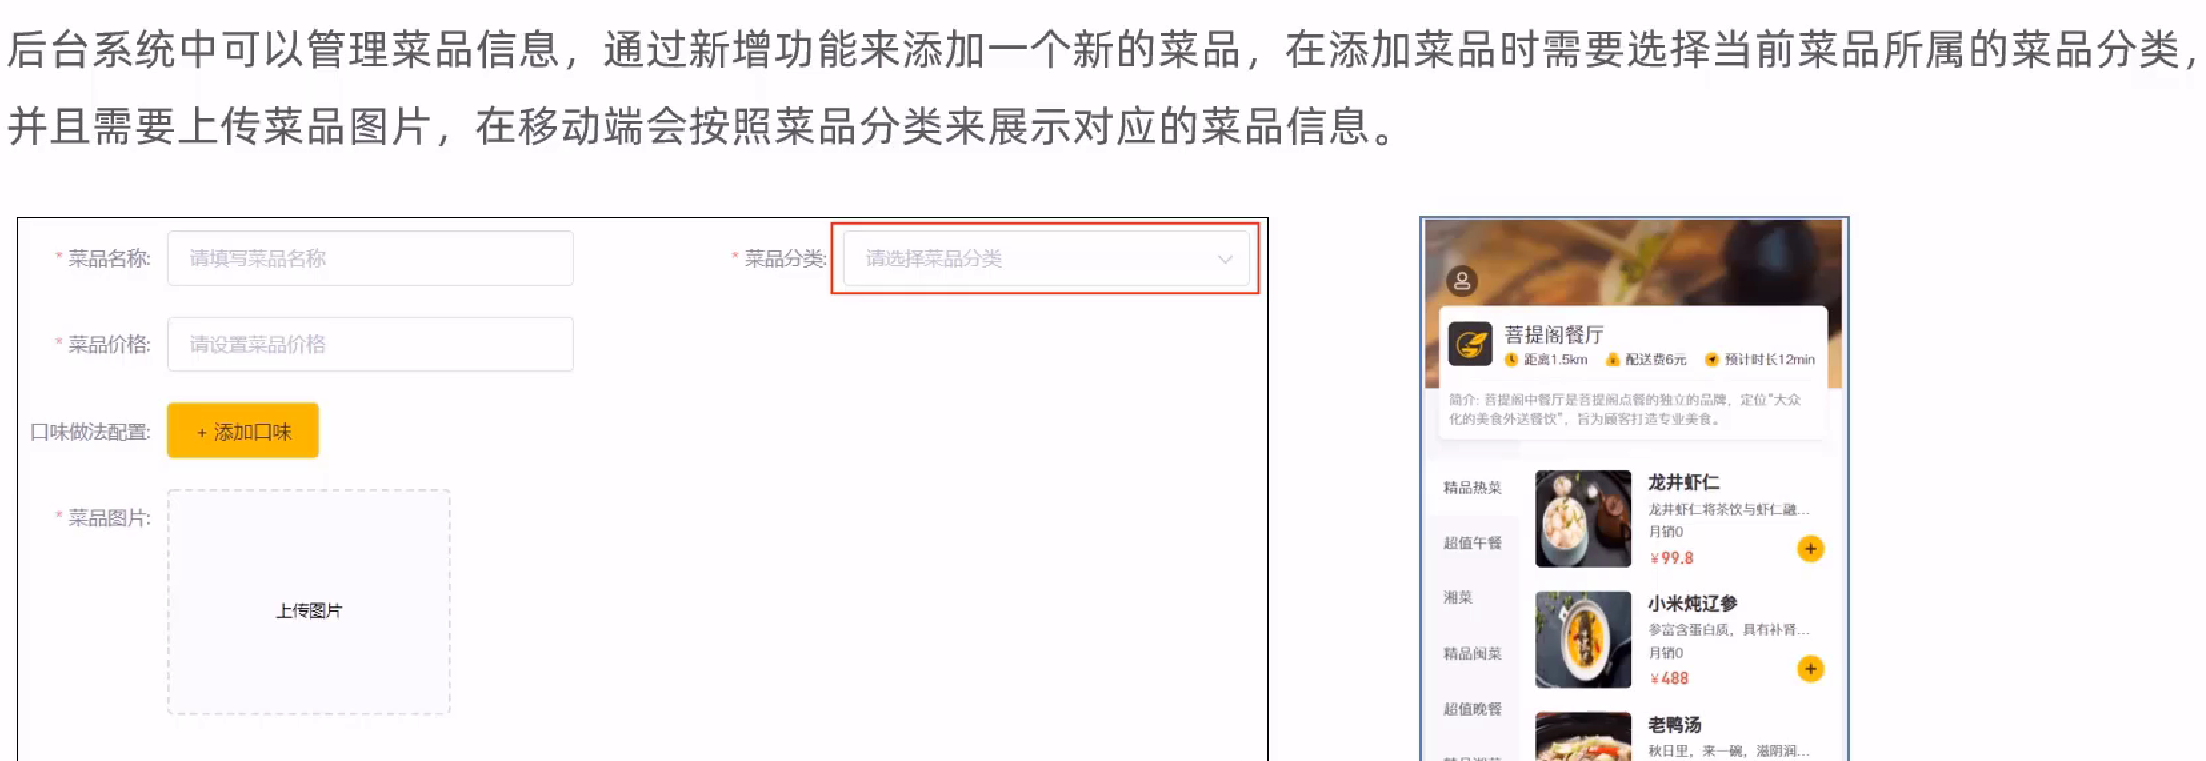 后台系统中可以管理菜品信息，通过新增功能来添加一个新的菜品，在添加菜品时需要选择当前菜品所属的菜品分类，
并且需要上传菜品图片，在移动端会按照菜品分类来展示对应的菜品信息。
* 菜品名称: 请填写菜品名称
* 菜品分类: 请选择菜品分类
* 菜品价格: 请设置菜品价格
口味做法配置: + 添加口味
* 菜品图片:
上传图片
菩提阁餐厅
距离1.5km 配送费6元 预计时长12min
简介: 菩提阁中餐厅是菩提阁点餐的独立的品牌，定位“大众
化的美食外送餐饮”，旨为顾客打造专业美食。
精品热菜
超值午餐
湘菜
精品闽菜
超值晚餐
龙井虾仁
龙井虾仁将茶饮与虾仁融...
月销0
¥99.8
+
小米炖辽参
参富含蛋白质，具有补肾...
月销0
¥488
+
老鸭汤
秋日里，来一碗，滋阴润...